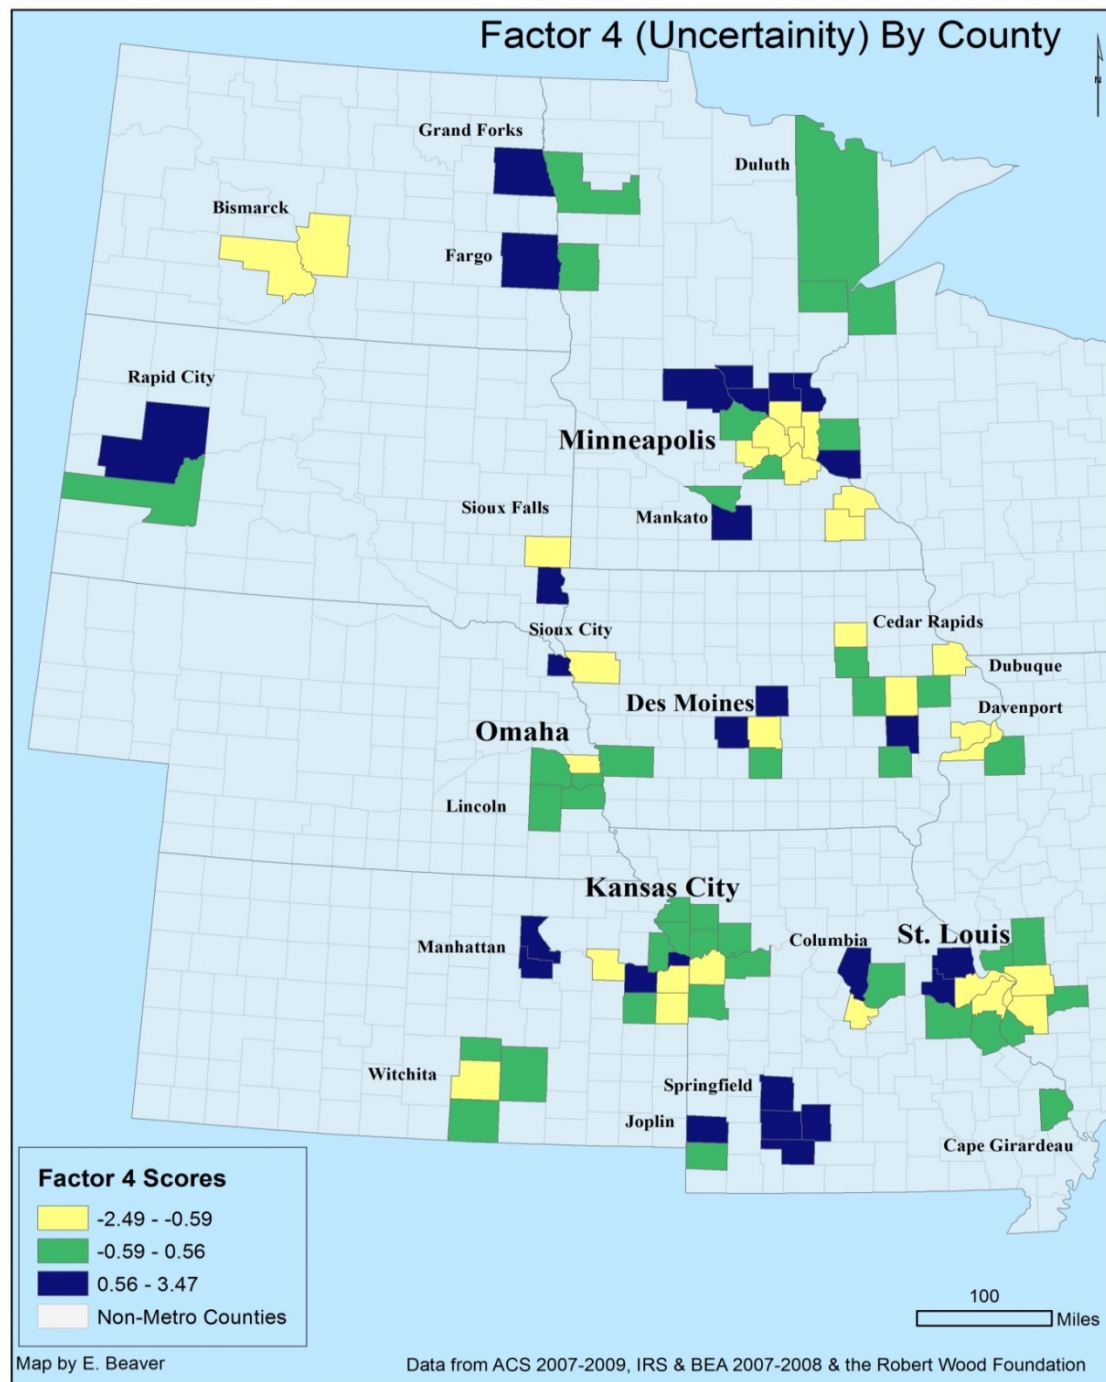 Factor 4 (Uncertainity) By County
N
Grand Forks
Duluth
Bismarck
Fargo
Rapid City
Minneapolis
Sioux Falls
Mankato
Sioux City
Cedar Rapids
Dubuque
Des Moines
Davenport
Omaha
Lincoln
Kansas City
Manhattan
Columbia
St. Louis
Witchita
Springfield
Joplin
Cape Girardeau
Factor 4 Scores
-2.49 - -0.59
-0.59 - 0.56
0.56 - 3.47
Non-Metro Counties
100
Miles
Map by E. Beaver
Data from ACS 2007-2009, IRS & BEA 2007-2008 & the Robert Wood Foundation